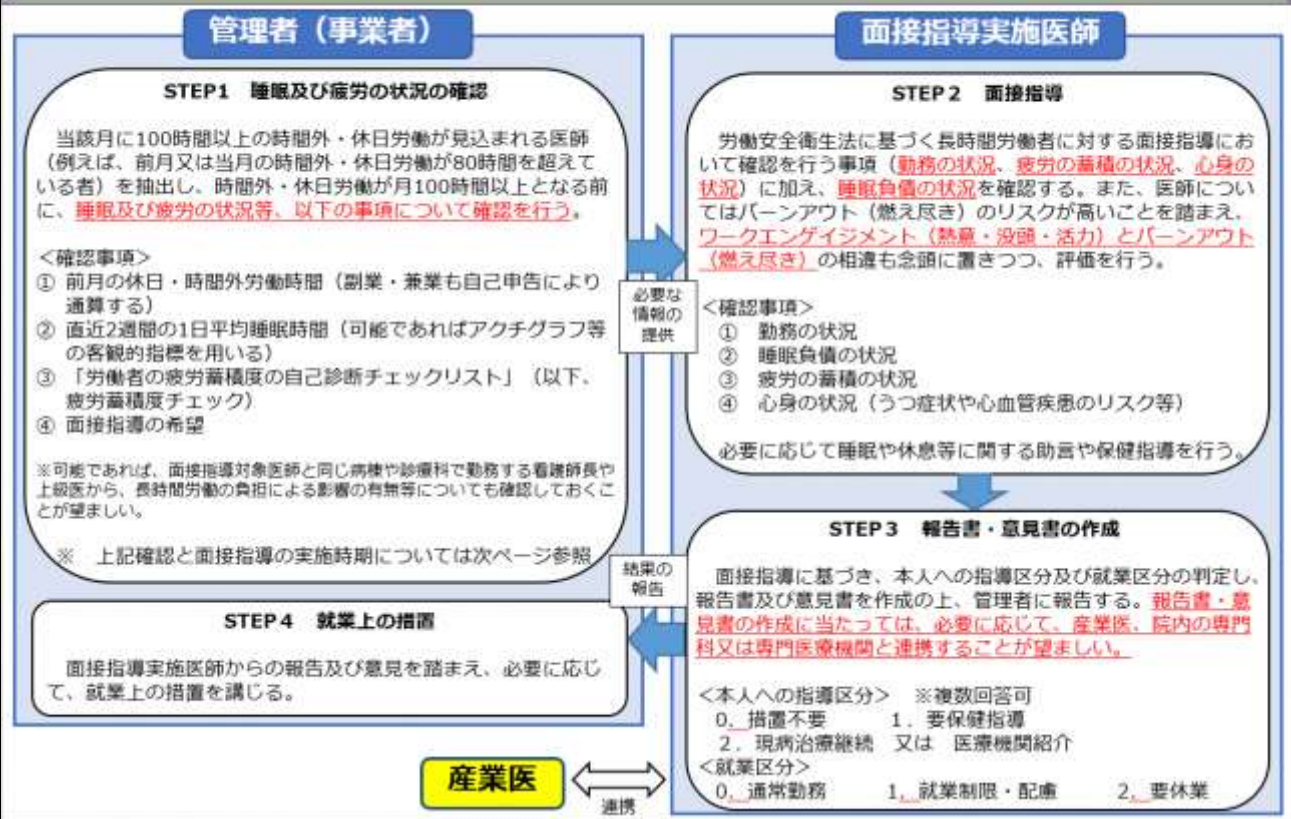 管理者（事業者）
STEP1　睡眠及び疲労の状況の確認
当該月に100時間以上の時間外・休日労働が見込まれる医師
（例えば、前月又は当月の時間外・休日労働が80時間を超えて
いる者）を抽出し、時間外・休日労働が月100時間以上となる前
に、睡眠及び疲労の状況等、以下の事項について確認を行う。
＜確認事項＞
① 前月の休日・時間外労働時間（副業・兼業も自己申告により
通算する）
② 直近2週間の1日平均睡眠時間（可能であればアクチグラフ等
の客観的指標を用いる）
③ 「労働者の疲労蓄積度の自己診断チェックリスト」（以下、
疲労蓄積度チェック）
④ 面接指導の希望
※可能であれば、面接指導対象医師と同じ病棟や診療科で勤務する看護師長や
上級医から、長時間労働の負担による影響の有無等についても確認しておくこ
とが望ましい。
※　上記確認と面接指導の実施時期については次ページ参照
必要な
情報の
提供
面接指導実施医師
STEP２　面接指導
労働安全衛生法に基づく長時間労働者に対する面接指導にお
いて確認を行う事項（勤務の状況、疲労の蓄積の状況、心身の
状況）に加え、睡眠負債の状況を確認する。また、医師につい
てはバーンアウト（燃え尽き）のリスクが高いことを踏まえ、
ワークエンゲイジメント（熱意・没頭・活力）とバーンアウト
（燃え尽き）の相違も念頭に置きつつ、評価を行う。
＜確認事項＞
①　勤務の状況
②　睡眠負債の状況
③　疲労の蓄積の状況
④　心身の状況（うつ症状や心血管疾患のリスク等）
必要に応じて睡眠や休息等に関する助言や保健指導を行う。
STEP３　報告書・意見書の作成
面接指導に基づき、本人への指導区分及び就業区分の判定し、
報告書及び意見書を作成の上、管理者に報告する。報告書・意
見書の作成に当たっては、必要に応じて、産業医、院内の専門
科又は専門医療機関と連携することが望ましい。
＜本人への指導区分＞　※複数回答可
0．措置不要　　　1．要保健指導
2．現病治療継続　又は　医療機関紹介
＜就業区分＞
0．通常勤務　　　1．就業制限・配慮　　　2．要休業
結果の
報告
STEP４　就業上の措置
面接指導実施医師からの報告及び意見を踏まえ、必要に応じ
て、就業上の措置を講じる。
産業医
連携